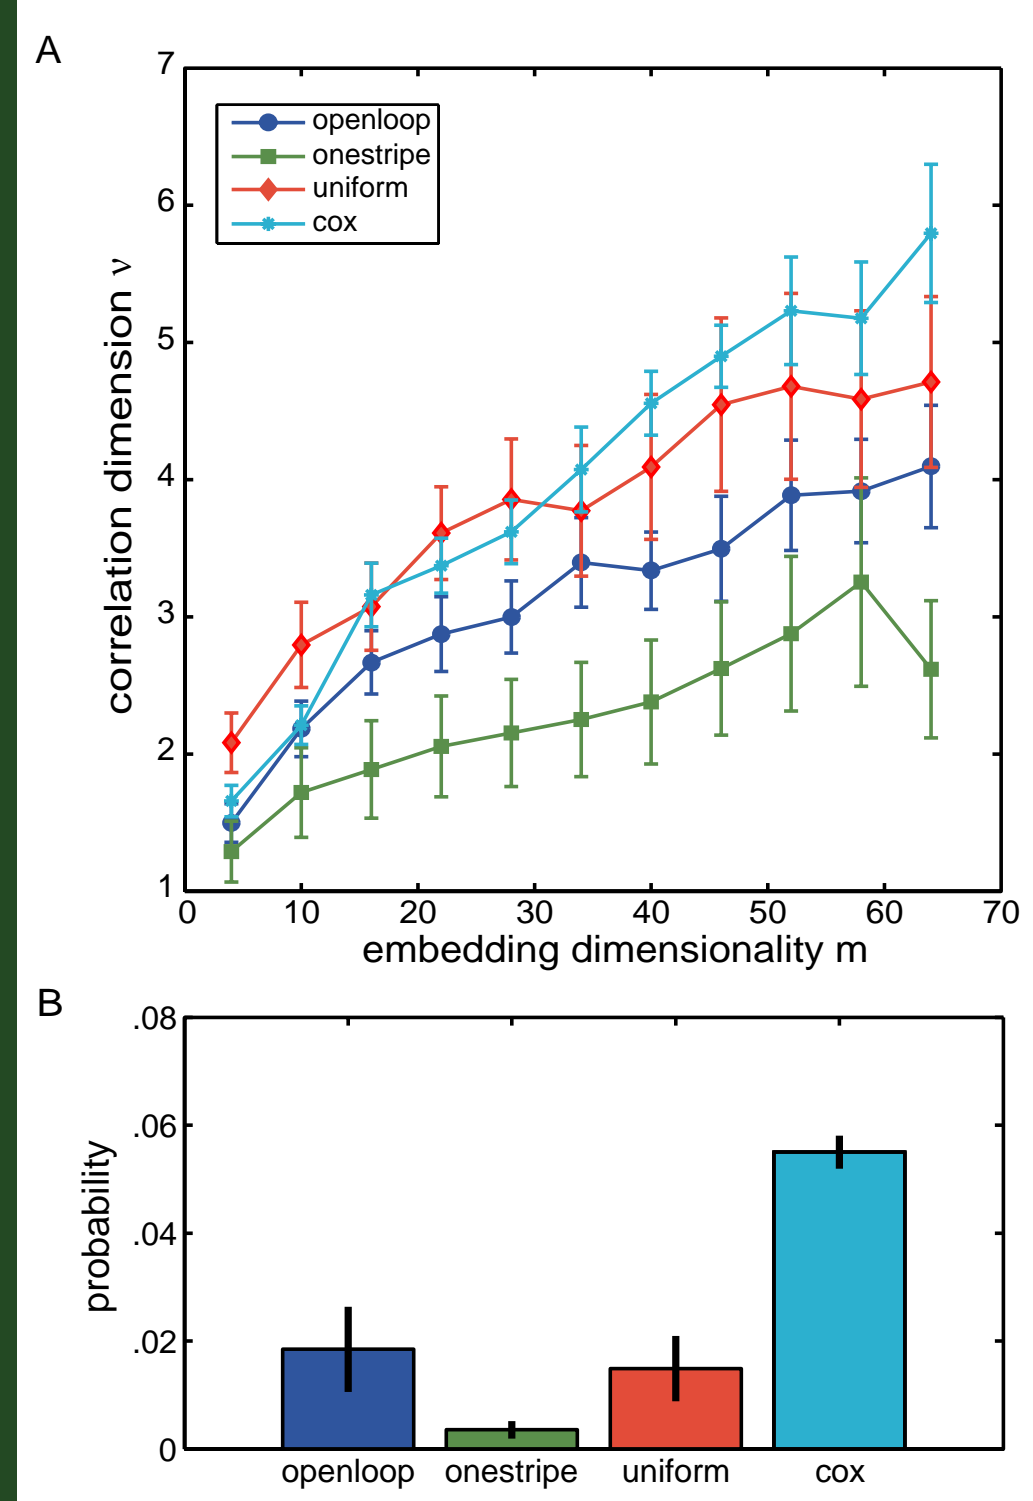 A
7
6
5
4
3
2
1
correlation dimension ν
openloop
onestripe
uniform
cox
0 10 20 30 40 50 60 70
embedding dimensionality m
B
.08
.06
.04
.02
0
probability
openloop onestripe uniform cox